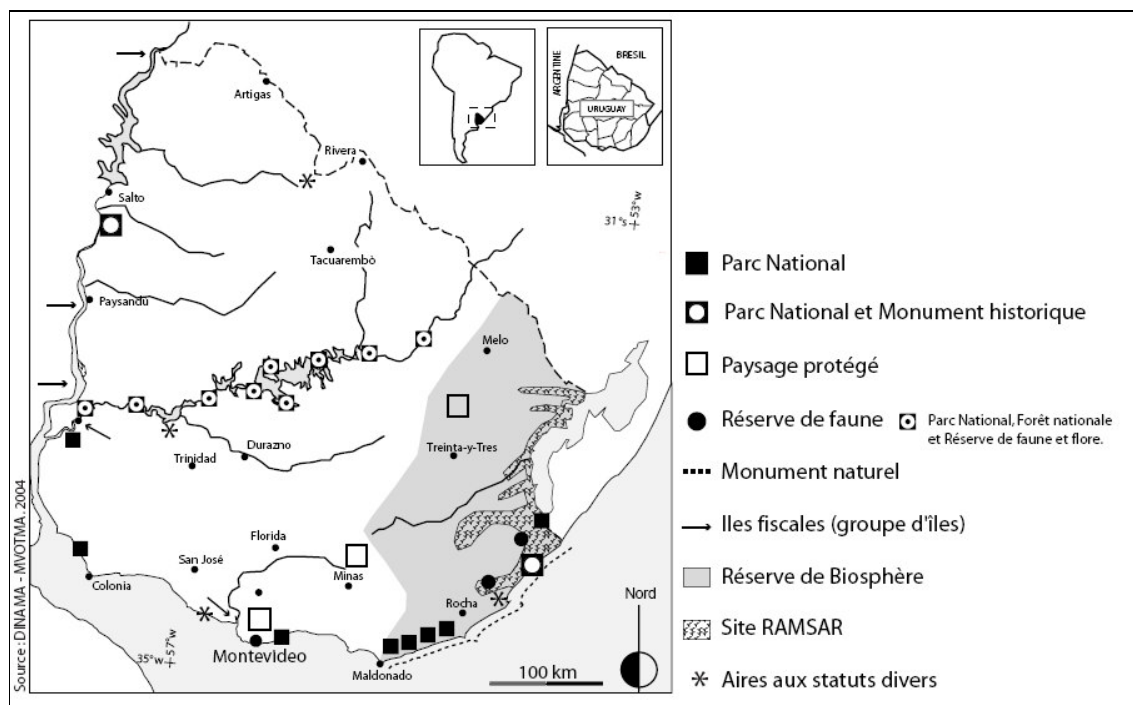 BRESIL
ARGENTINE
URUGUAY
Artigas
Rivera
Salto
31°s
53°w
Tacuarembò
Paysandù
Melo
Treinta-y-Tres
Durazno
Trinidad
Florida
San José
Minas
Colonia
Rocha
Montevideo
Maldonado
35°w
57°w
100 km
Nord
Source : DINAMA - MVOTMA. 2004
Parc National
Parc National et Monument historique
Paysage protégé
Réserve de faune
Parc National, Forêt nationale
et Réserve de faune et flore.
Monument naturel
Iles fiscales (groupe d'îles)
Réserve de Biosphère
Site RAMSAR
Aires aux statuts divers